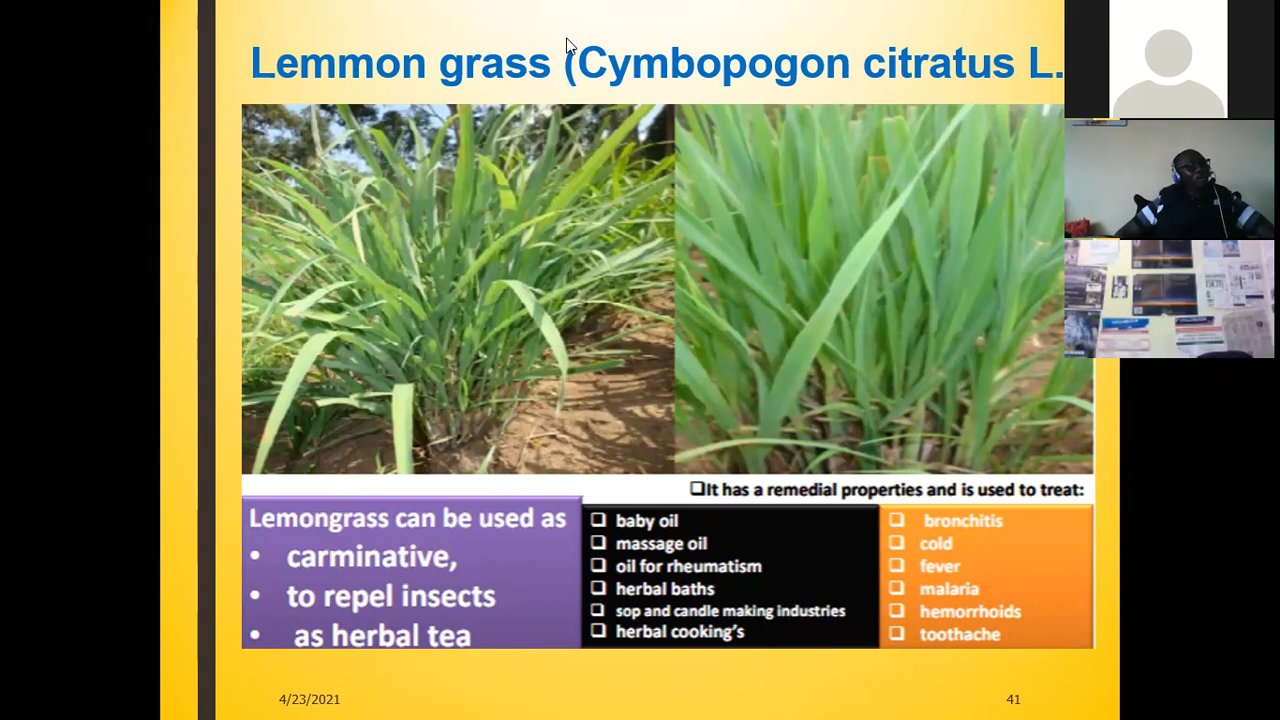 Lemmon grass (Cymbopogon citratus L.
❑It has a remedial properties and is used to treat:
Lemongrass can be used as
• carminative,
• to repel insects
• as herbal tea
❑ baby oil
❑ massage oil
❑ oil for rheumatism
❑ herbal baths
❑ sop and candle making industries
❑ herbal cooking's
❑ bronchitis
❑ cold
❑ fever
❑ malaria
❑ hemorrhoids
❑ toothache
4/23/2021
41